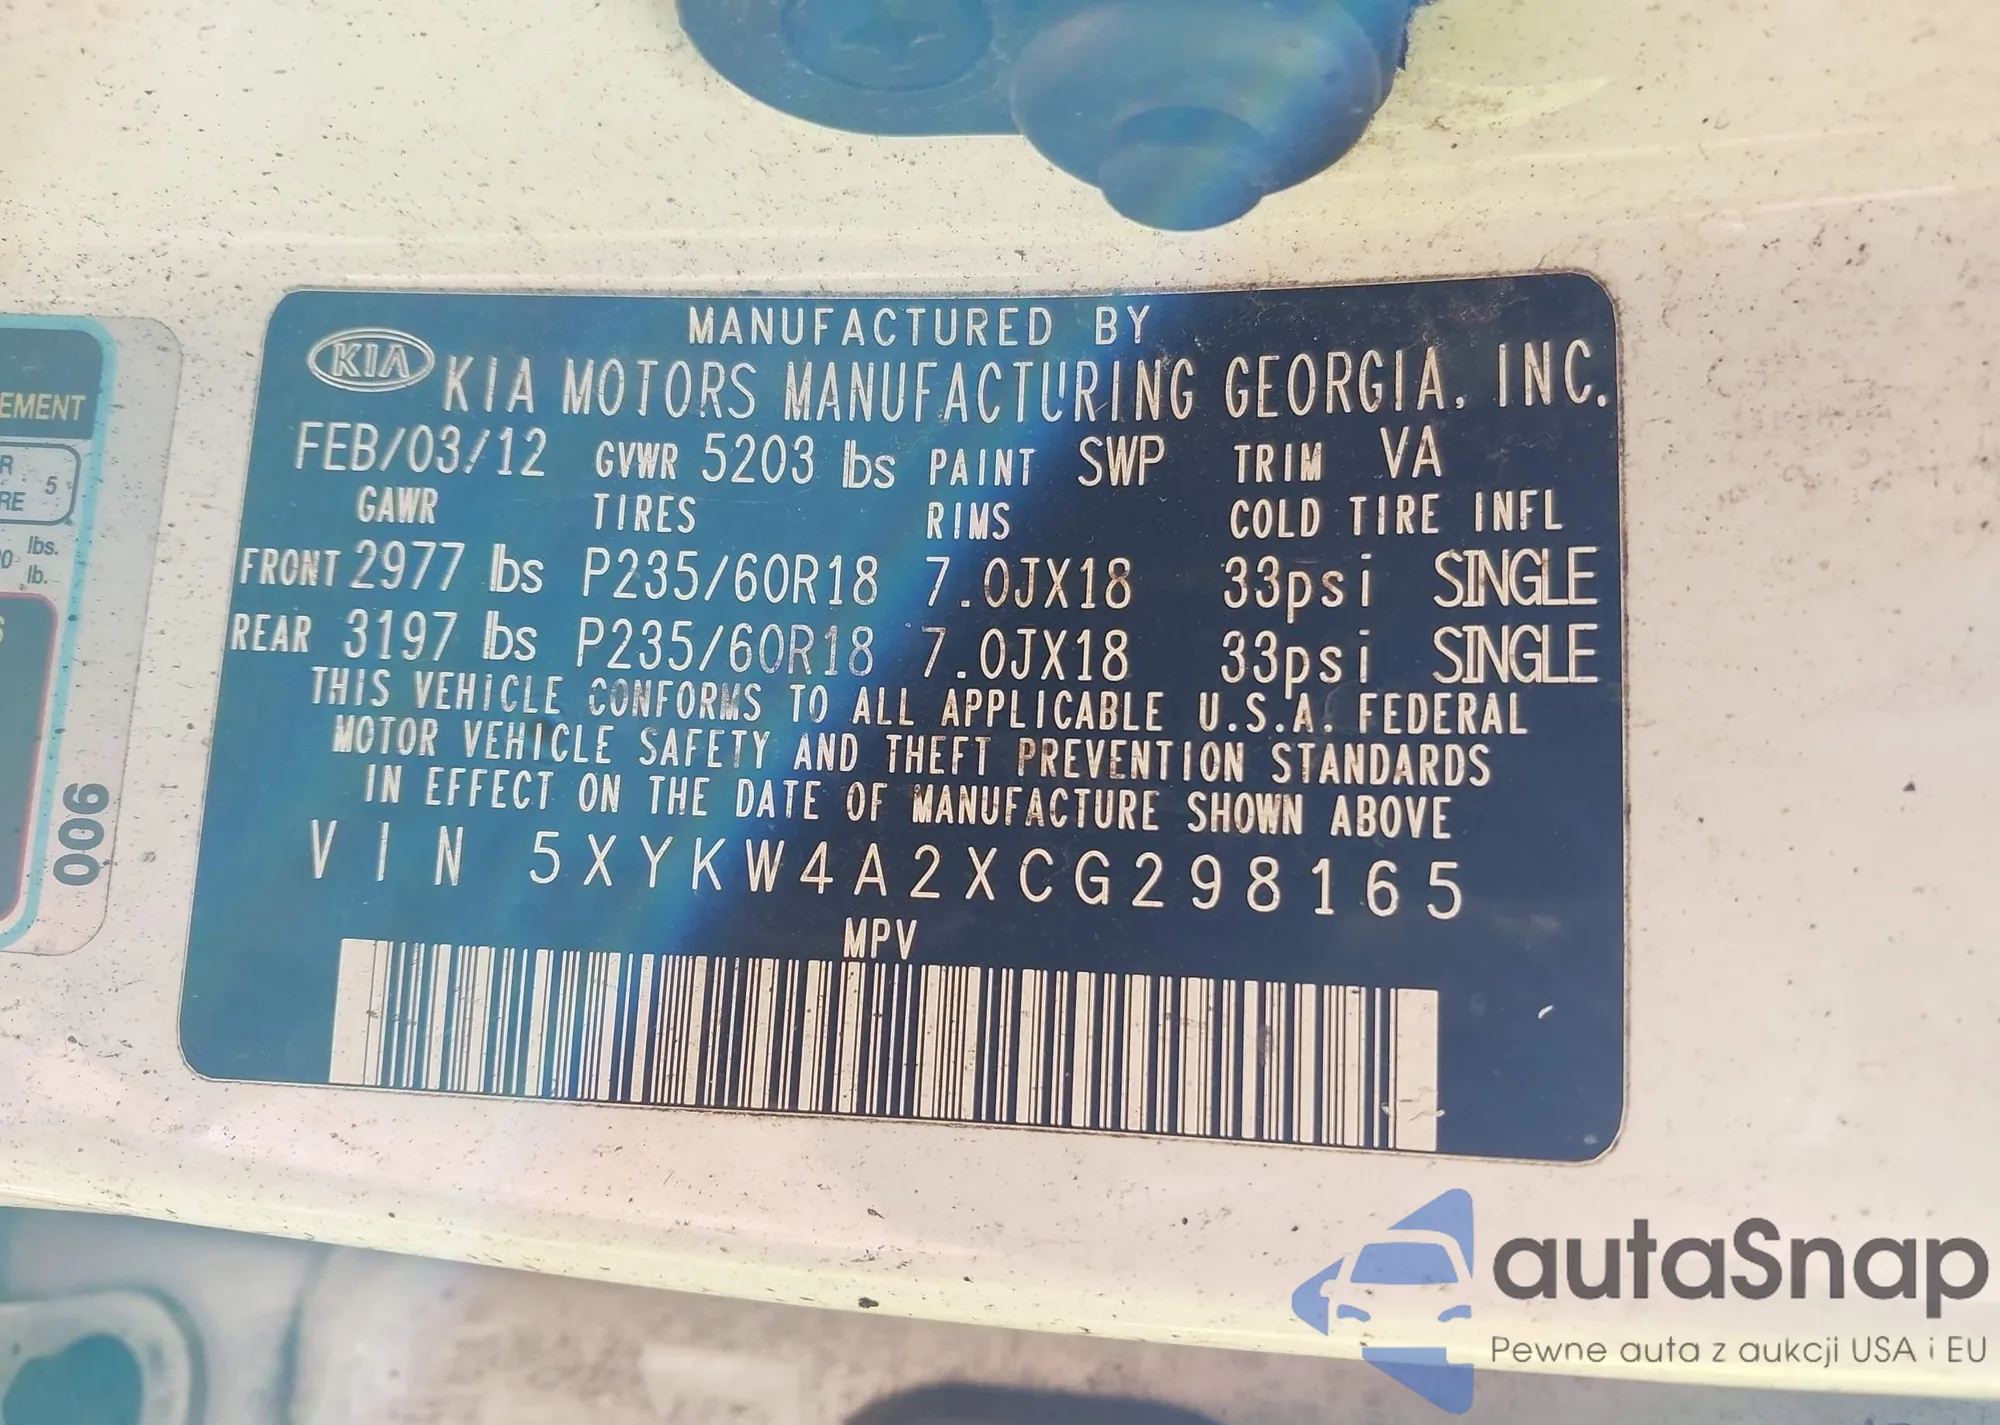 MANUFACTURED BY
KIA KIA MOTORS MANUFACTURING GEORGIA, INC.
FEB/03/12 GVWR 5203 lbs PAINT SWP TRIM VA
GAWR TIRES RIMS COLD TIRE INFL
FRONT 2977 lbs P235/60R18 7.0JX18 33psi SINGLE
REAR 3197 lbs P235/60R18 7.0JX18 33psi SINGLE
THIS VEHICLE CONFORMS TO ALL APPLICABLE U.S.A. FEDERAL
MOTOR VEHICLE SAFETY AND THEFT PREVENTION STANDARDS
IN EFFECT ON THE DATE OF MANUFACTURE SHOWN ABOVE
VIN 5XYKW4A2XCG298165
MPV
EMENT
R 5
RE
lbs.
lb.
006
autaSnap
Pewne auta z aukcji USA i EU